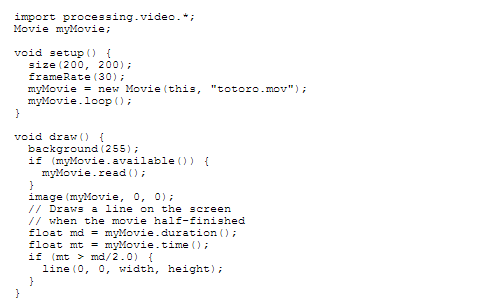 import processing.video.*;
Movie myMovie;

void setup() {
  size(200, 200);
  frameRate(30);
  myMovie = new Movie(this, "totoro.mov");
  myMovie.loop();
}

void draw() {
  background(255);
  if (myMovie.available()) {
    myMovie.read();
  }
  image(myMovie, 0, 0);
  // Draws a line on the screen
  // when the movie half-finished
  float md = myMovie.duration();
  float mt = myMovie.time();
  if (mt > md/2.0) {
    line(0, 0, width, height);
  }
}